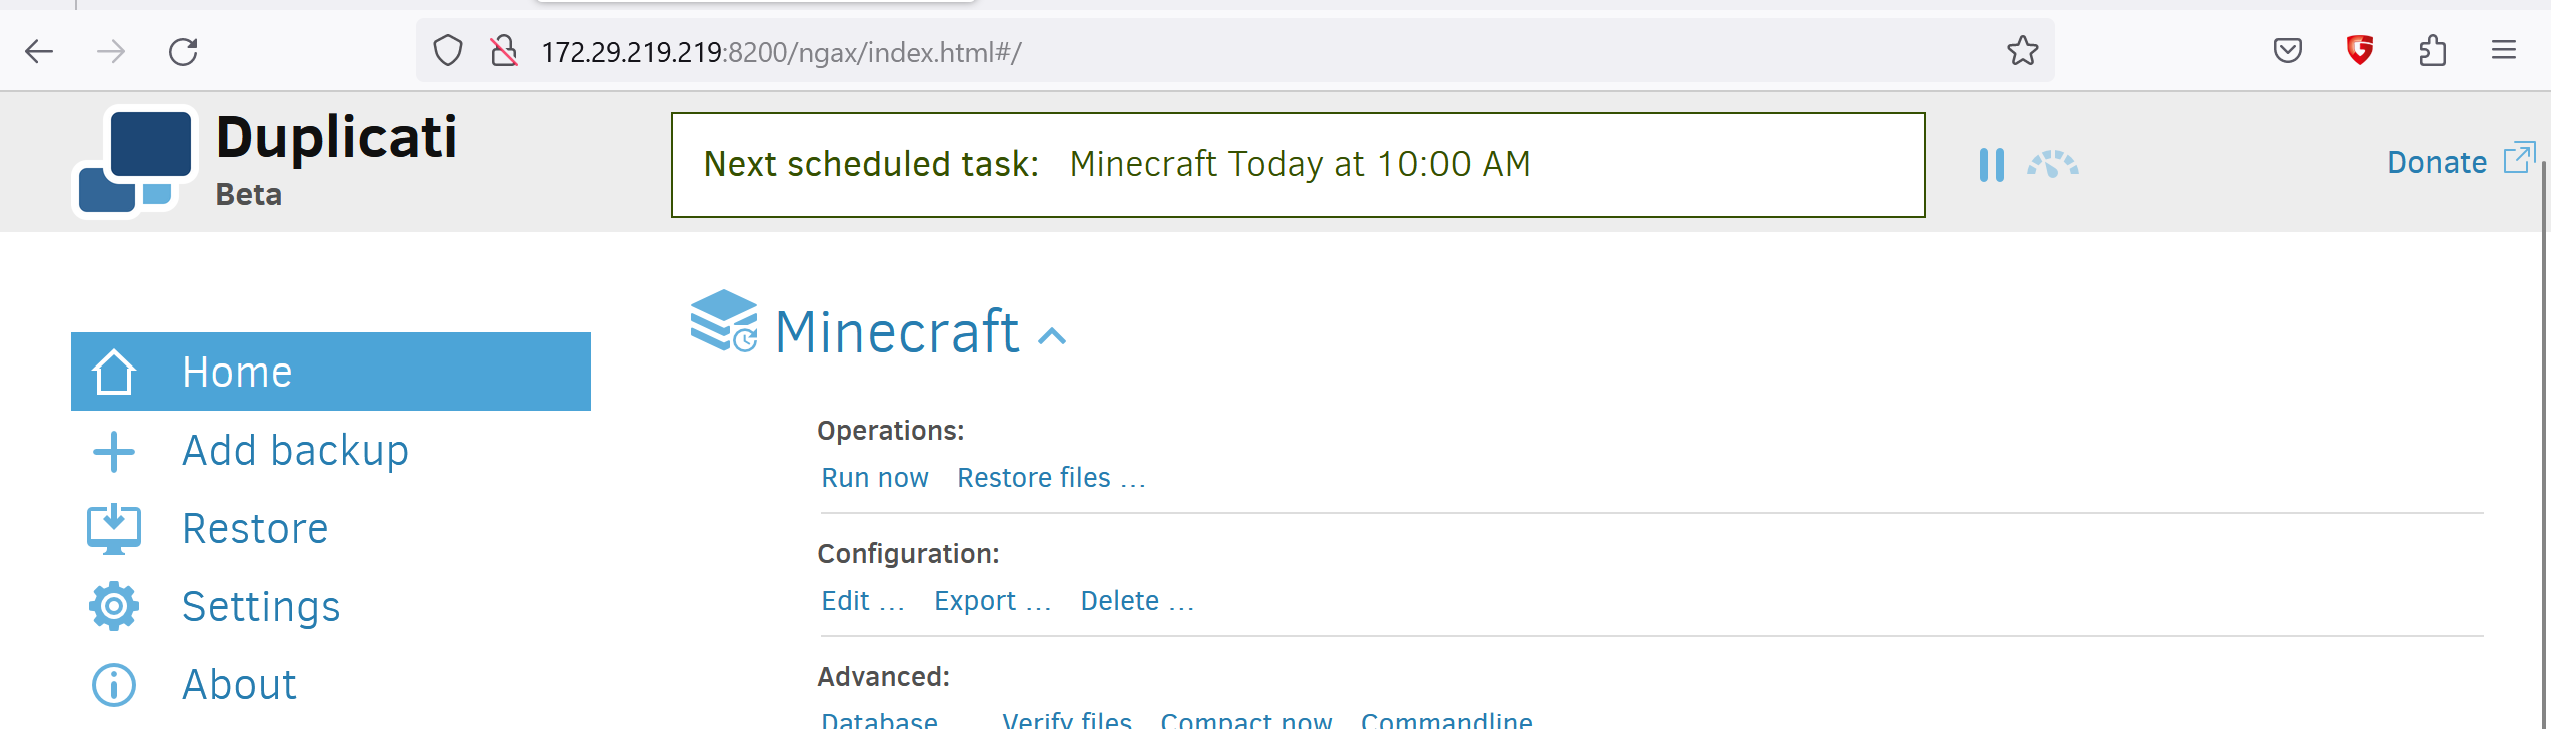 172.29.219.219:8200/ngax/index.html#/
Duplicati
Beta
Next scheduled task: Minecraft Today at 10:00 AM
Donate
Home
Add backup
Restore
Settings
About
Minecraft
Operations:
Run now Restore files ...
Configuration:
Edit ... Export ... Delete ...
Advanced:
Database Verify files Compact now Commandline